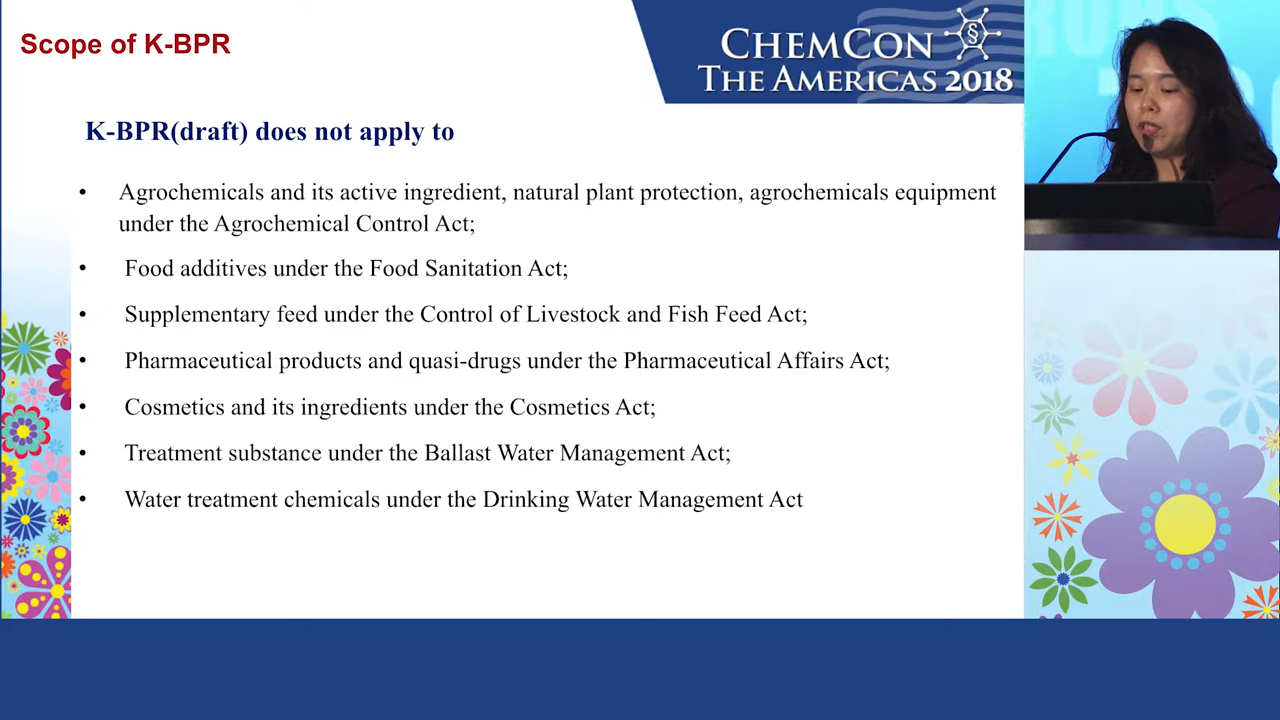 Scope of K-BPR
CHEMCON
THE AMERICAS 2018
§
K-BPR(draft) does not apply to
• Agrochemicals and its active ingredient, natural plant protection, agrochemicals equipment
under the Agrochemical Control Act;
• Food additives under the Food Sanitation Act;
• Supplementary feed under the Control of Livestock and Fish Feed Act;
• Pharmaceutical products and quasi-drugs under the Pharmaceutical Affairs Act;
• Cosmetics and its ingredients under the Cosmetics Act;
• Treatment substance under the Ballast Water Management Act;
• Water treatment chemicals under the Drinking Water Management Act